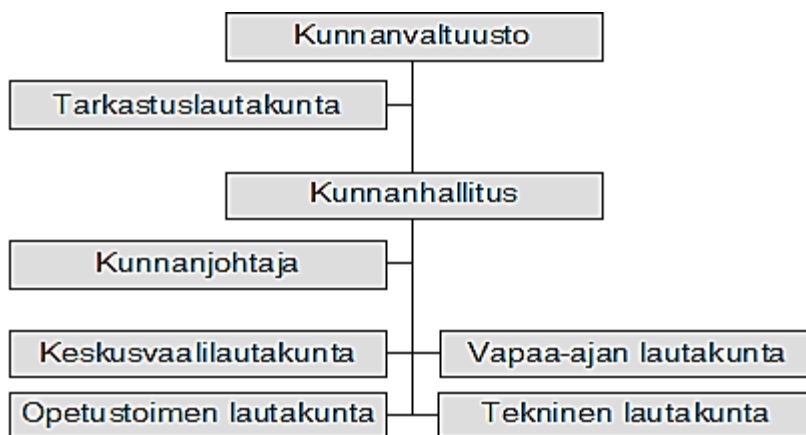 Kunnanvaltuusto
Tarkastuslautakunta
Kunnanhallitus
Kunnanjohtaja
Keskusvaalilautakunta
Vapaa-ajan lautakunta
Opetustoimen lautakunta
Tekninen lautakunta